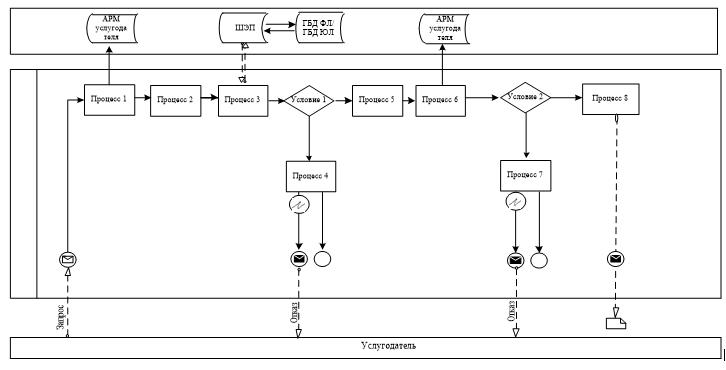 АРМ
услугода
теля
ШЭП
ГБД ФЛ/
ГБД ЮЛ
АРМ
услугода
теля
Процесс 1
Процесс 2
Процесс 3
Условие 1
Процесс 5
Процесс 6
Условие 2
Процесс 8
Процесс 4
Процесс 7
Запрос
Отказ
Отказ
Услугодатель